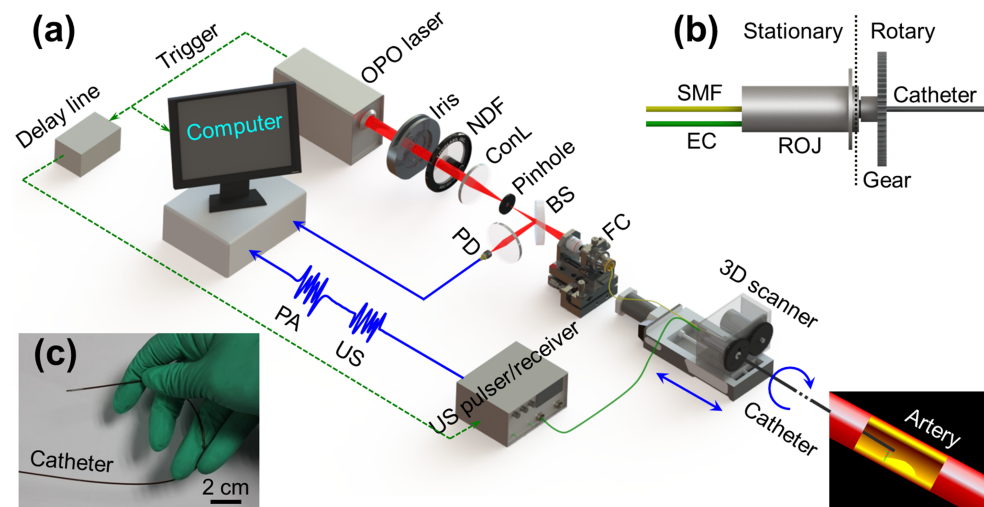 (a)
Trigger
OPO laser
Delay line
Computer
Iris
NDF
ConL
Pinhole
BS
PD
FC
3D scanner
PA
US
US pulser/receiver
Catheter
Artery
(b)
Stationary
Rotary
SMF
EC
ROJ
Catheter
Gear
(c)
Catheter
2 cm